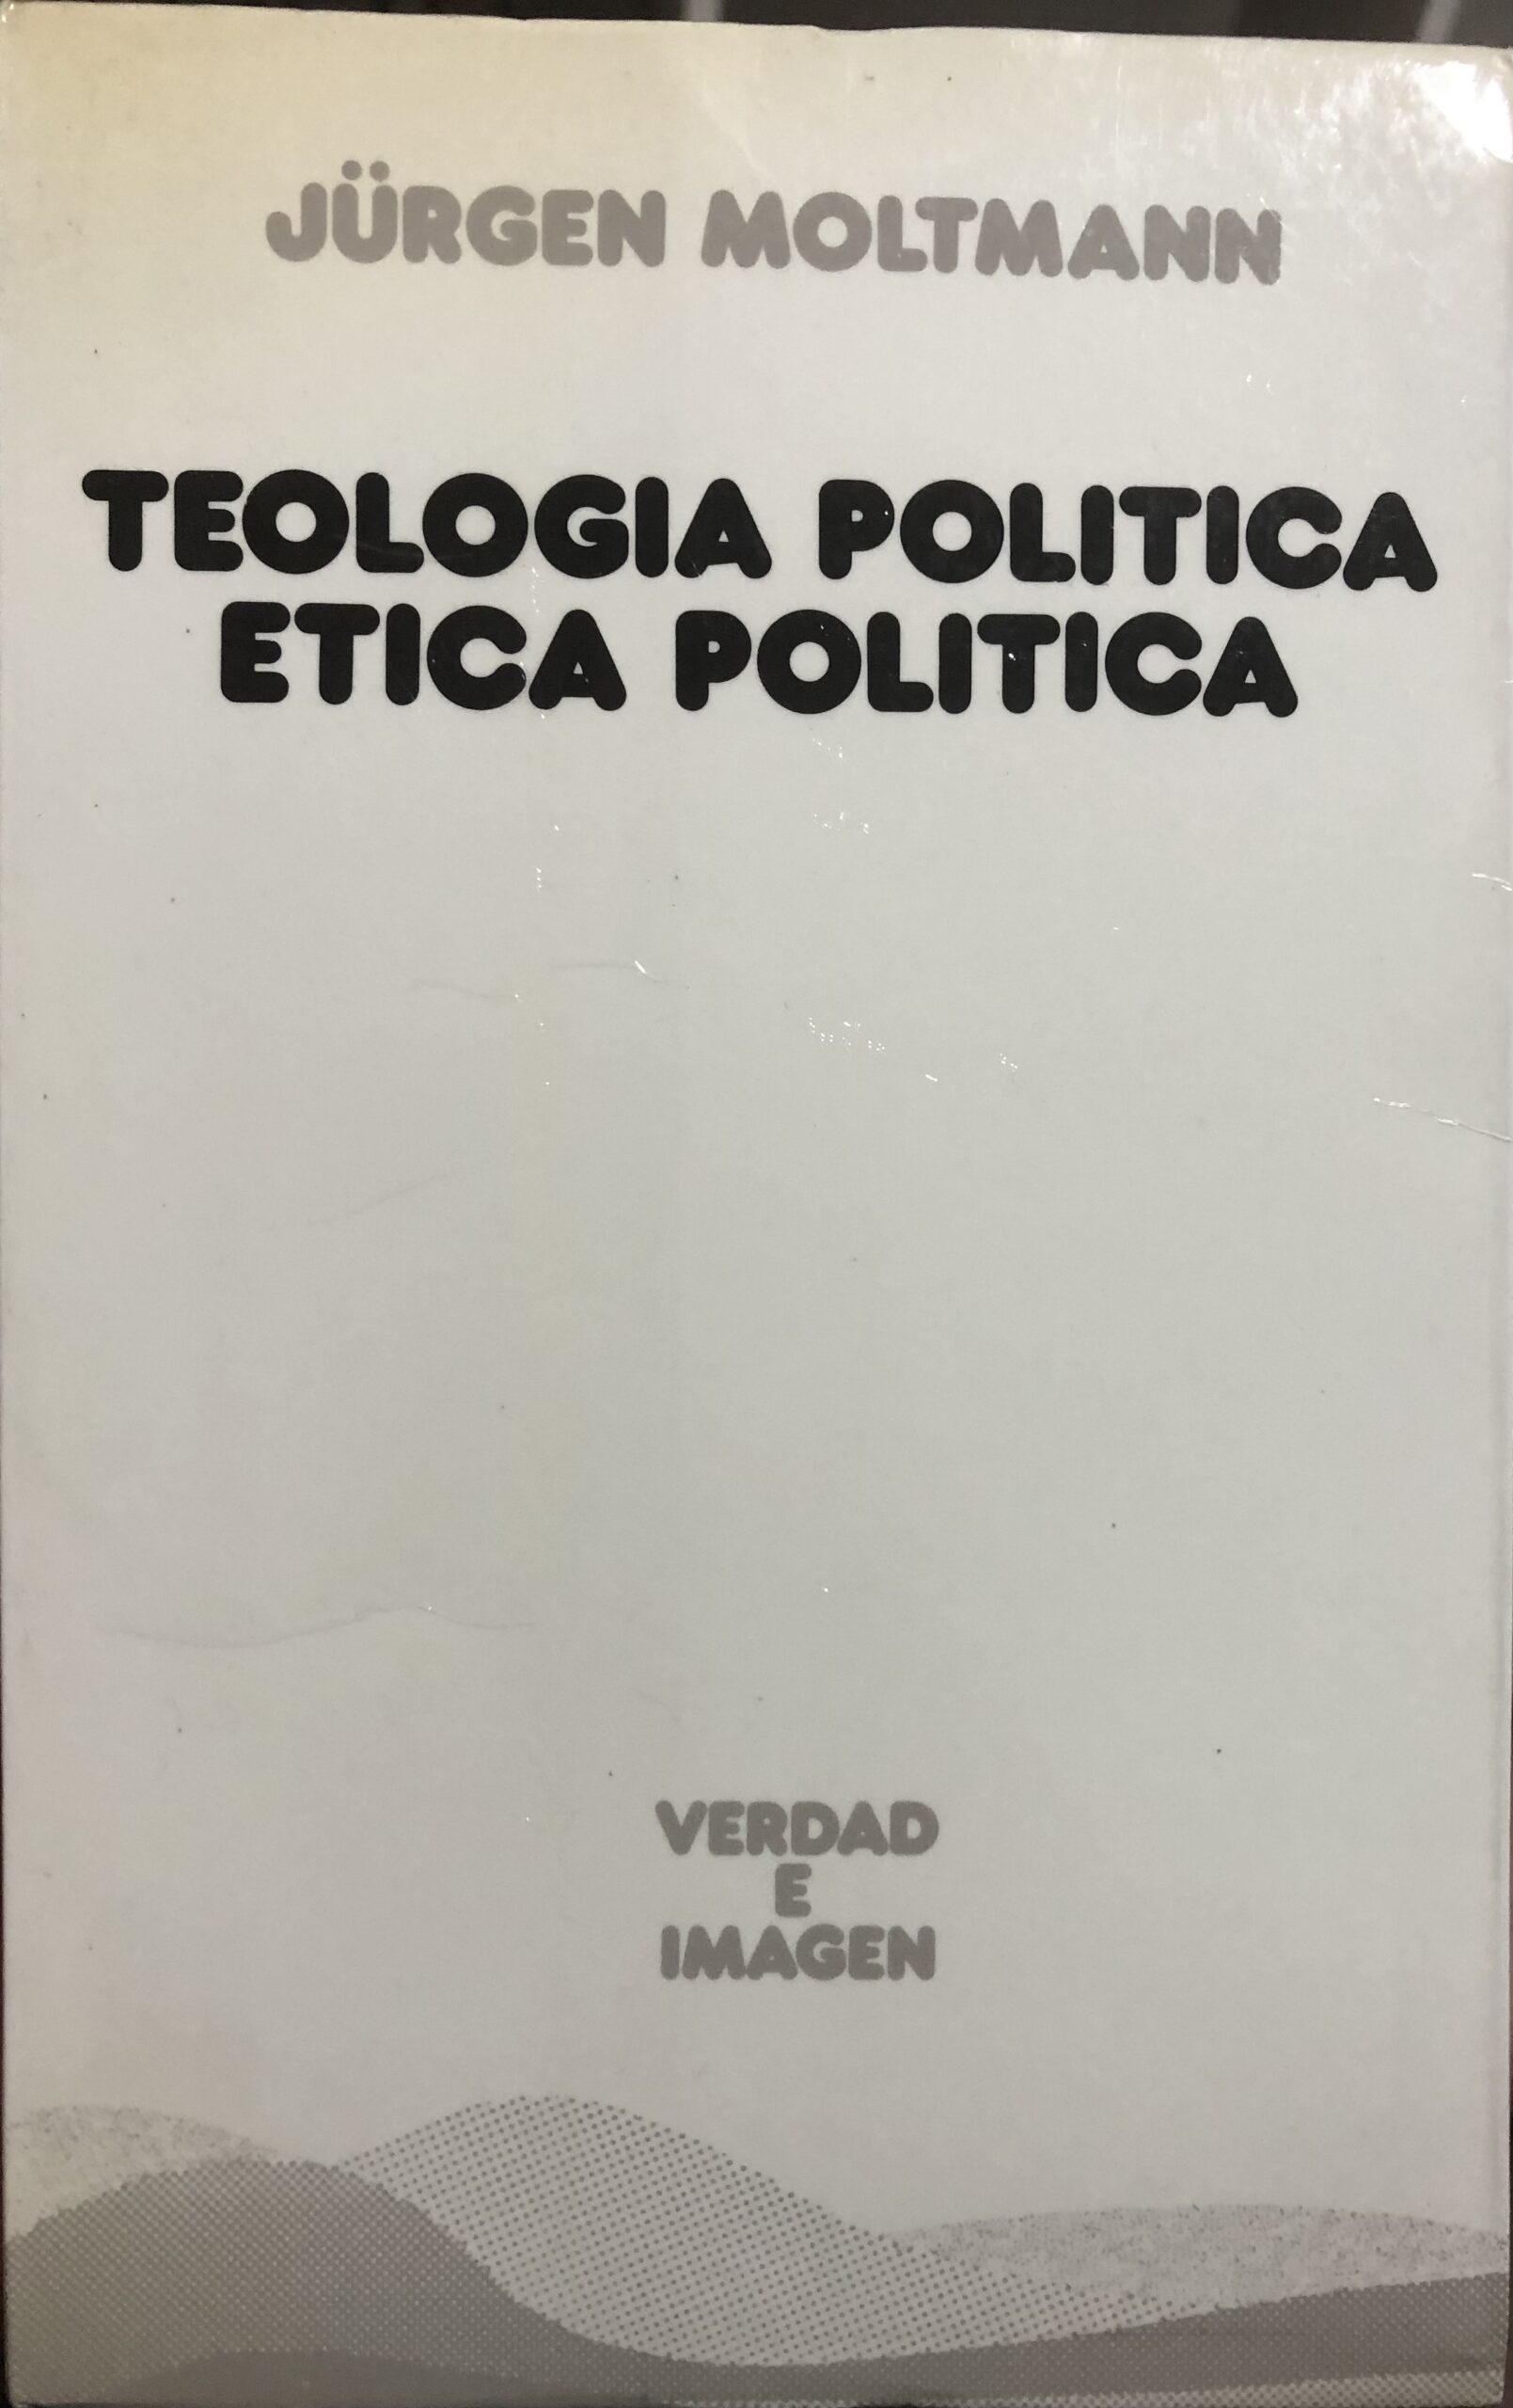 JÜRGEN MOLTMANN
TEOLOGIA POLITICA
ETICA POLITICA
VERDAD
E
IMAGEN